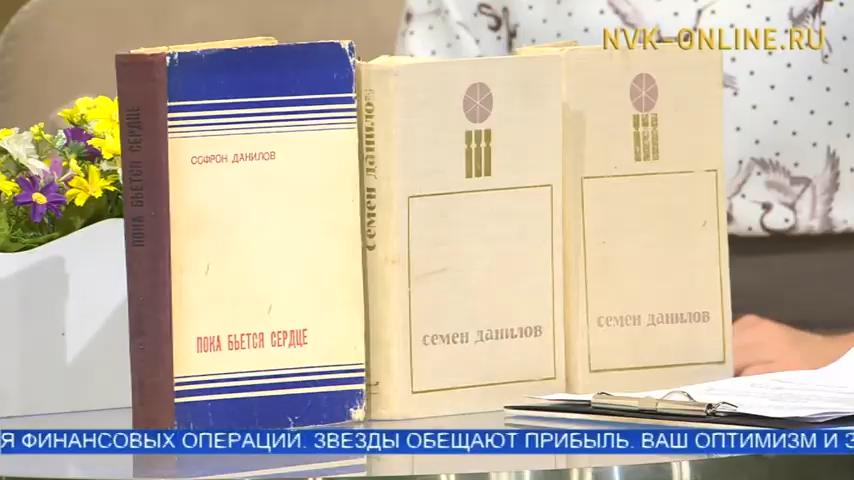 NVK-ONLINE.RU
СОФРОН ДАНИЛОВ
ПОКА БЬЕТСЯ СЕРДЦЕ
ПОКА БЬЕТСЯ СЕРДЦЕ
семен данилов
семен данилов
семен данилов
Я ФИНАНСОВЫХ ОПЕРАЦИИ. ЗВЕЗДЫ ОБЕЩАЮТ ПРИБЫЛЬ. ВАШ ОПТИМИЗМ И